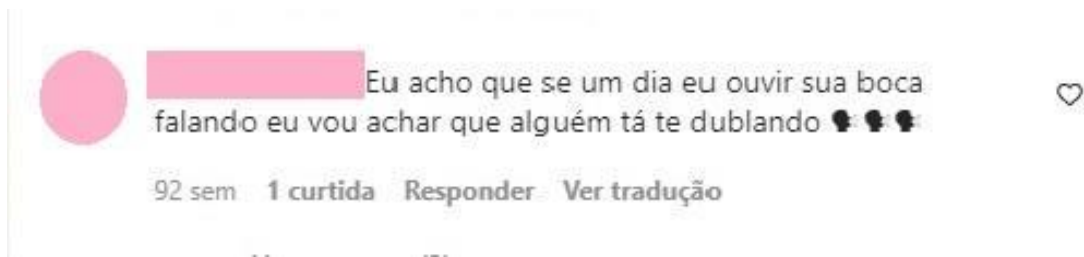 Eu acho que se um dia eu ouvir sua boca
falando eu vou achar que alguém tá te dublando 🗣🗣🗣
92 sem 1 curtida Responder Ver tradução